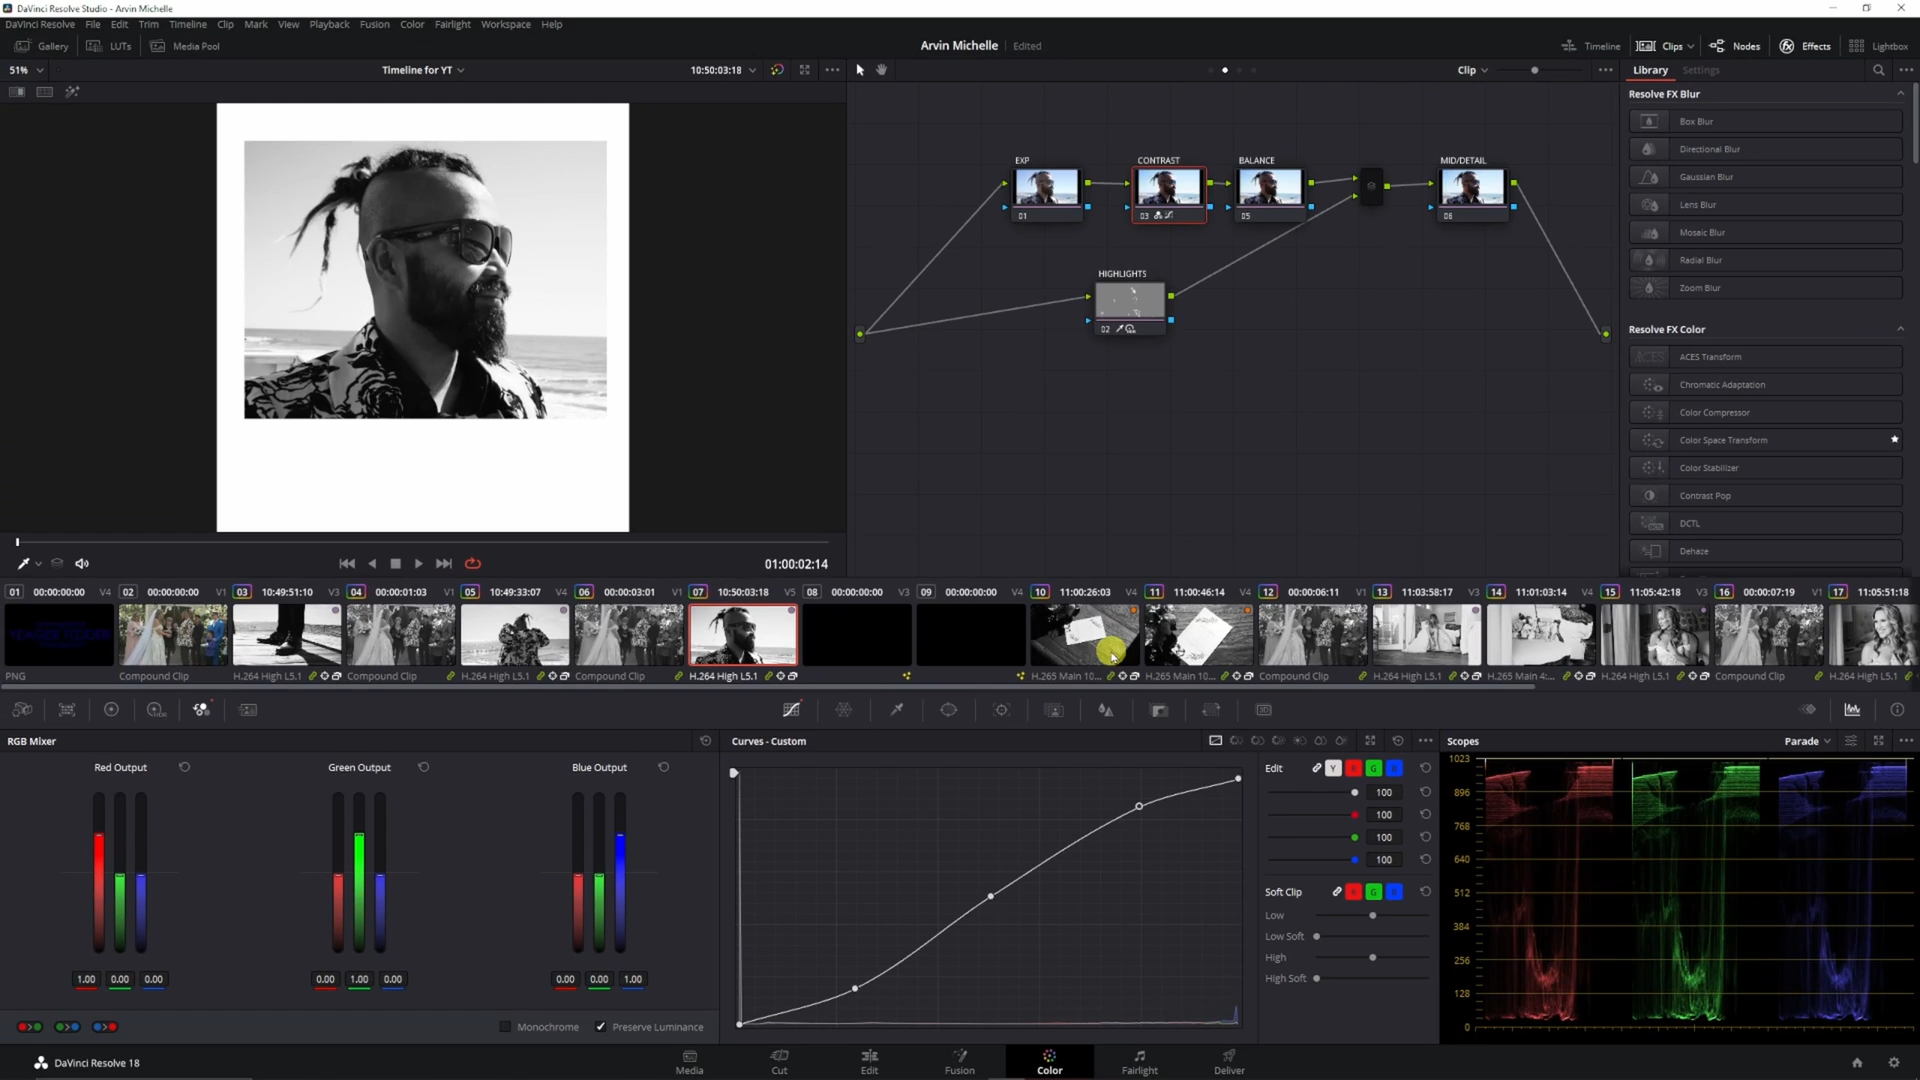 DaVinci Resolve Studio - Arvin Michelle
DaVinci Resolve File Edit Trim Timeline Clip Mark View Playback Fusion Color Fairlight Workspace Help
Gallery LUTs Media Pool Arvin Michelle Edited Timeline Clips Nodes Effects Lightbox
51% Timeline for YT 10:50:03:18 Clip Library Settings
Resolve FX Blur
Box Blur
Directional Blur
Gaussian Blur
Lens Blur
Mosaic Blur
Radial Blur
Zoom Blur
Resolve FX Color
ACES Transform
Chromatic Adaptation
Color Compressor
Color Space Transform
Color Stabilizer
Contrast Pop
DCTL
Dehaze
EXP CONTRAST BALANCE MID/DETAIL
01 03 05 06
HIGHLIGHTS
02
01:00:02:14
01 00:00:00:00 V4 02 00:00:00:00 V1 03 10:49:51:10 V3 04 00:00:01:03 V1 05 10:49:33:07 V4 06 00:00:03:01 V1 07 10:50:03:18 V5 08 00:00:00:00 V3 09 00:00:00:00 V4 10 11:00:26:03 V4 11 11:00:46:14 V4 12 00:00:06:11 V1 13 11:03:58:17 V3 14 11:01:03:14 V4 15 11:05:42:18 V3 16 00:00:07:19 V1 17 11:05:51:18
PNG Compound Clip H.264 High L5.1 Compound Clip H.264 High L5.1 Compound Clip H.264 High L5.1 H.265 Main 10... H.265 Main 10... Compound Clip H.264 High L5.1 H.265 Main 4:... H.264 High L5.1 Compound Clip H.264 High L5.1
RGB Mixer Curves - Custom Scopes Parade
Red Output Green Output Blue Output
1.00 0.00 0.00 0.00 1.00 0.00 0.00 0.00 1.00
Monochrome Preserve Luminance
Edit Y R G B
100
100
100
100
Soft Clip R G B
Low
Low Soft
High
High Soft
1023
896
768
640
512
384
256
128
0
DaVinci Resolve 18 Media Cut Edit Fusion Color Fairlight Deliver